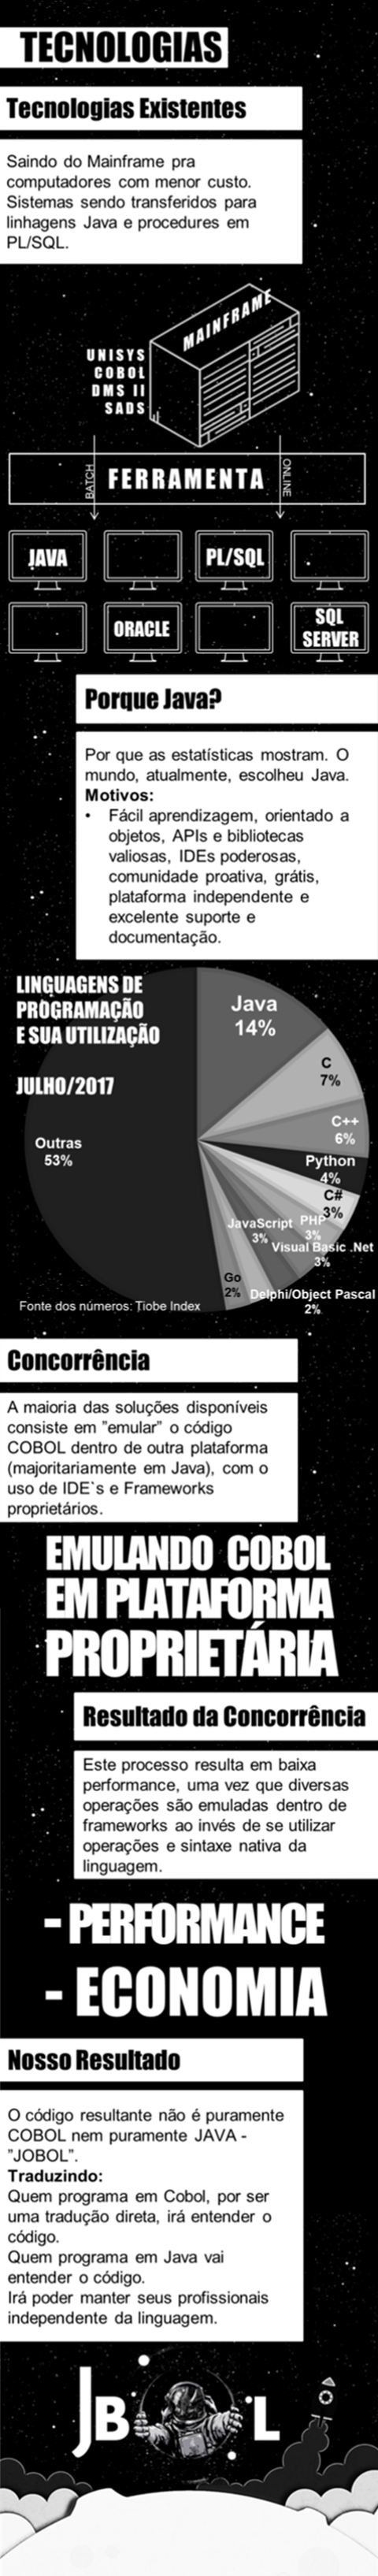 TECNOLOGIAS
Tecnologias Existentes
Saindo do Mainframe pra
computadores com menor custo.
Sistemas sendo transferidos para
linhagens Java e procedures em
PL/SQL.
MAINFRAME
UNISYS
COBOL
DMS II
SADS
BATCH
FERRAMENTA
ONLINE
JAVA
PL/SQL
ORACLE
SQL
SERVER
Porque Java?
Por que as estatísticas mostram. O
mundo, atualmente, escolheu Java.
Motivos:
• Fácil aprendizagem, orientado a
objetos, APIs e bibliotecas
valiosas, IDEs poderosas,
comunidade proativa, grátis,
plataforma independente e
excelente suporte e
documentação.
LINGUAGENS DE
PROGRAMAÇÃO
E SUA UTILIZAÇÃO
JULHO/2017
Java
14%
C
7%
C++
6%
Python
4%
C#
3%
PHP
3%
JavaScript
3%
Visual Basic .Net
3%
Go
2%
Delphi/Object Pascal
2%
Outras
53%
Fonte dos números: Tiobe Index
Concorrência
A maioria das soluções disponíveis
consiste em "emular" o código
COBOL dentro de outra plataforma
(majoritariamente em Java), com o
uso de IDE`s e Frameworks
proprietários.
EMULANDO COBOL
EM PLATAFORMA
PROPRIETÁRIA
Resultado da Concorrência
Este processo resulta em baixa
performance, uma vez que diversas
operações são emuladas dentro de
frameworks ao invés de se utilizar
operações e sintaxe nativa da
linguagem.
- PERFORMANCE
- ECONOMIA
Nosso Resultado
O código resultante não é puramente
COBOL nem puramente JAVA -
"JOBOL".
Traduzindo:
Quem programa em Cobol, por ser
uma tradução direta, irá entender o
código.
Quem programa em Java vai
entender o código.
Irá poder manter seus profissionais
independente da linguagem.
JB L